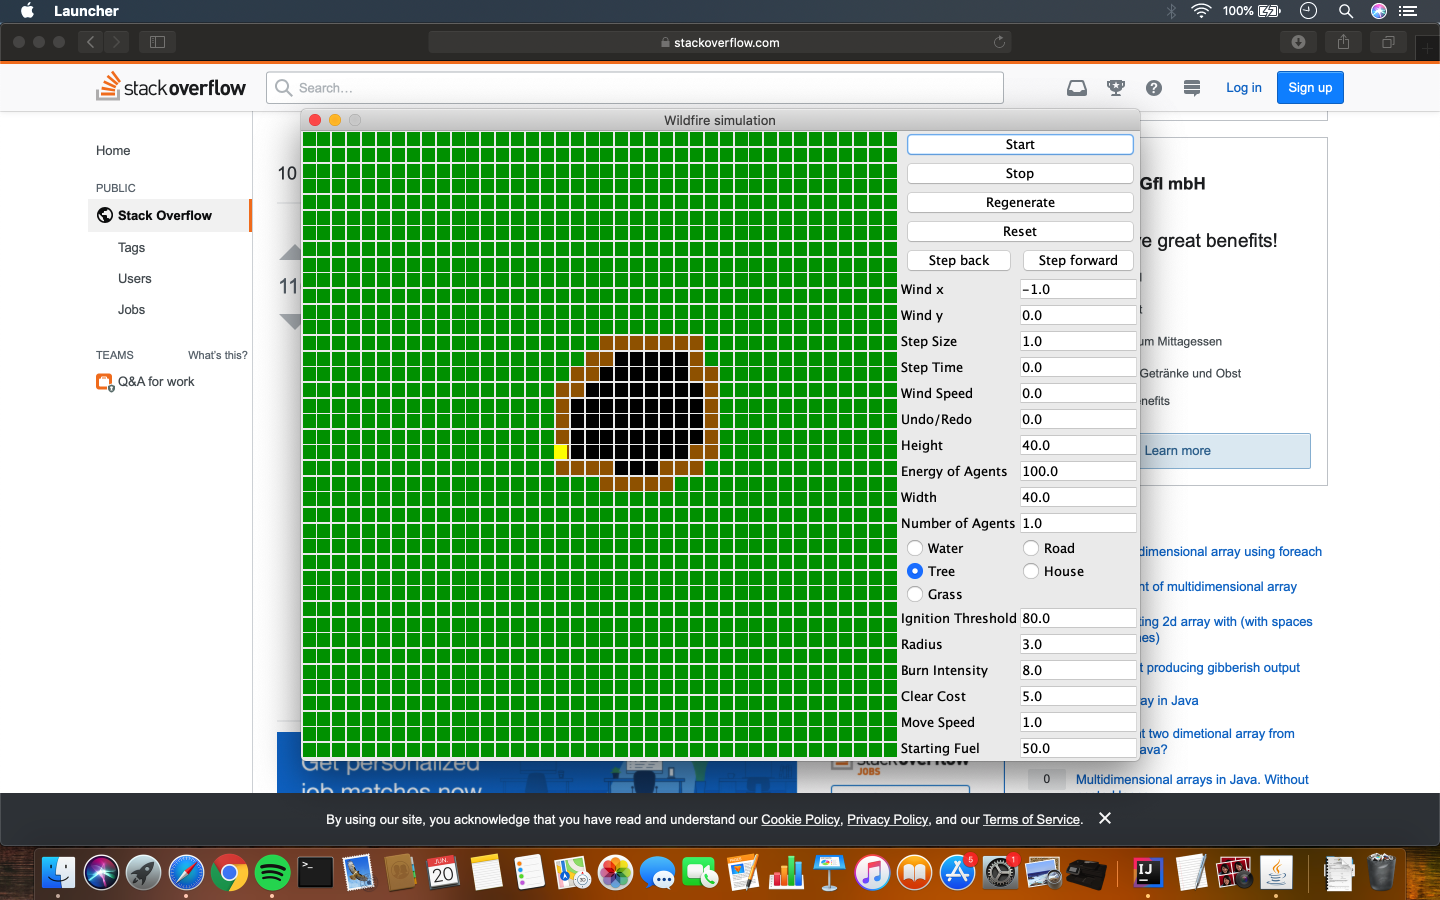 Launcher
100%
stackoverflow.com
stackoverflow
Search...
Log in
Sign up
Wildfire simulation
Home
PUBLIC
Stack Overflow
Tags
Users
Jobs
TEAMS
What's this?
Q&A for work
10
11
Start
Stop
Regenerate
Reset
Step back
Step forward
Wind x
-1.0
Wind y
0.0
Step Size
1.0
Step Time
0.0
Wind Speed
0.0
Undo/Redo
0.0
Height
40.0
Energy of Agents
100.0
Width
40.0
Number of Agents
1.0
Water
Road
Tree
House
Grass
Ignition Threshold
80.0
Radius
3.0
Burn Intensity
8.0
Clear Cost
5.0
Move Speed
1.0
Starting Fuel
50.0
GfI mbH
e great benefits!
um Mittagessen
Getränke und Obst
nefits
Learn more
dimensional array using foreach
nt of multidimensional array
ting 2d array with (with spaces
es)
t producing gibberish output
ay in Java
t two dimetional array from
ava?
0
Multidimensional arrays in Java. Without
Get personalized
job matches now
stackoverflow
JOBS
By using our site, you acknowledge that you have read and understand our Cookie Policy, Privacy Policy, and our Terms of Service.
JUN
20
5
1
IJ